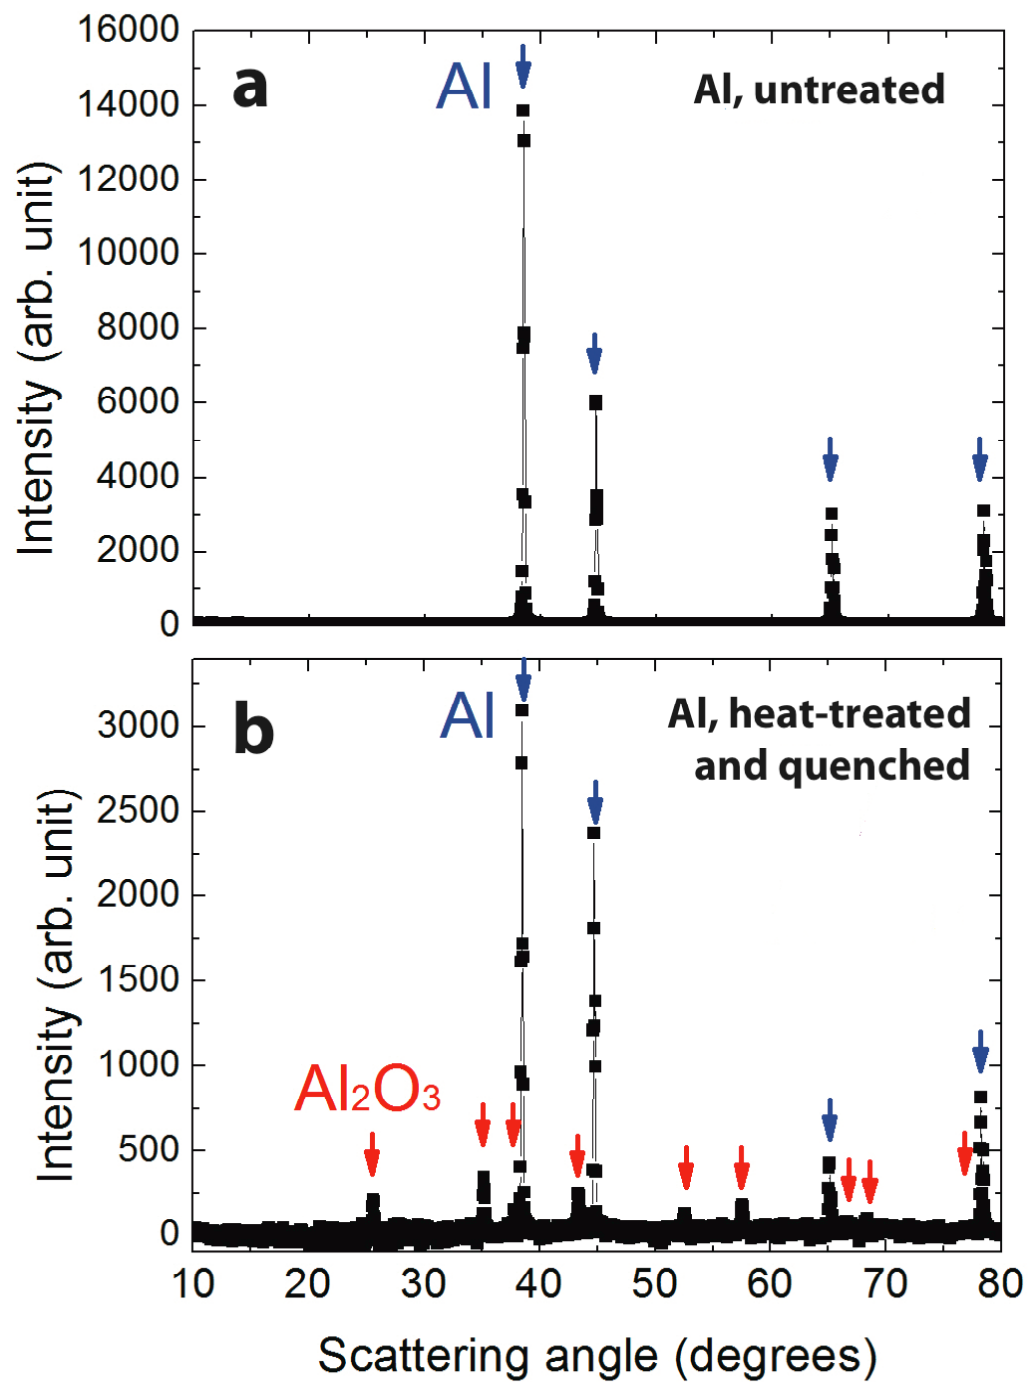 a
Al
Al, untreated
Intensity (arb. unit)
16000
14000
12000
10000
8000
6000
4000
2000
0
b
Al
Al, heat-treated
and quenched
Al₂O₃
Intensity (arb. unit)
3000
2500
2000
1500
1000
500
0
10 20 30 40 50 60 70 80
Scattering angle (degrees)